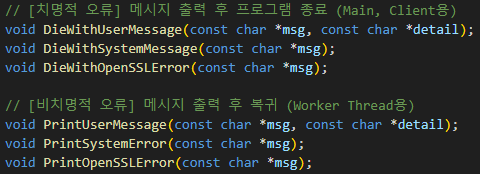 // [치명적 오류] 메시지 출력 후 프로그램 종료 (Main, Client용)
void DieWithUserMessage(const char *msg, const char *detail);
void DieWithSystemMessage(const char *msg);
void DieWithOpenSSLError(const char *msg);
// [비치명적 오류] 메시지 출력 후 복귀 (Worker Thread용)
void PrintUserMessage(const char *msg, const char *detail);
void PrintSystemError(const char *msg);
void PrintOpenSSLError(const char *msg);